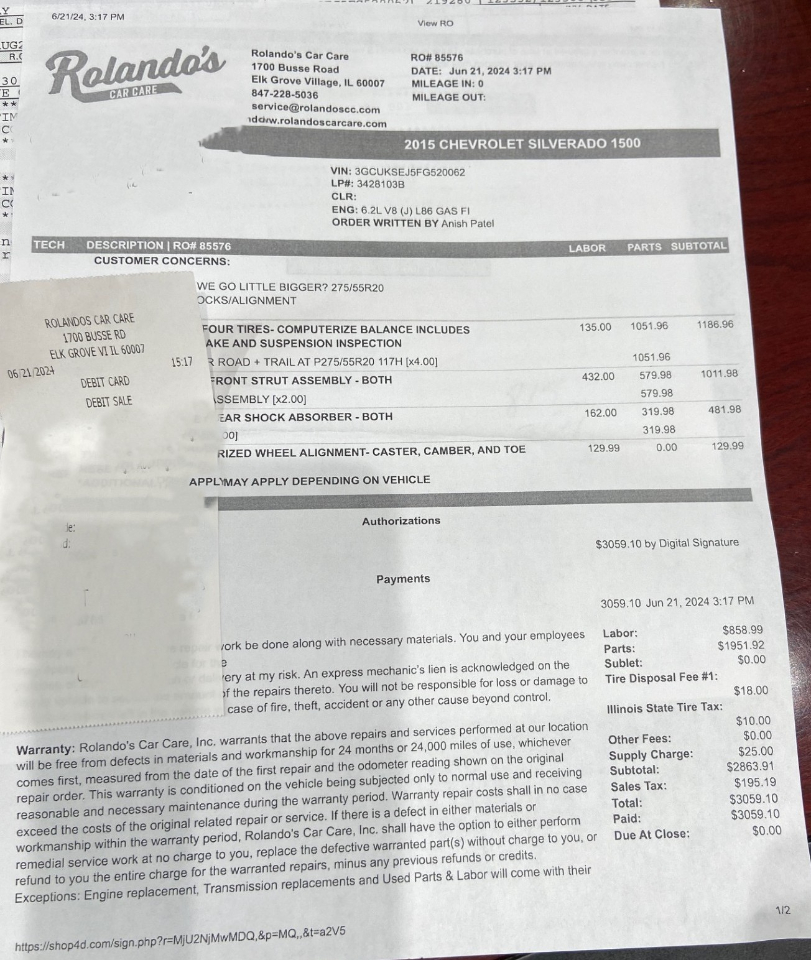 6/21/24, 3:17 PM
View RO
Rolando's
CAR CARE
Rolando's Car Care
1700 Busse Road
Elk Grove Village, IL 60007
847-228-5036
service@rolandoscc.com
.rolandoscarcare.com
RO# 85576
DATE: Jun 21, 2024 3:17 PM
MILEAGE IN: 0
MILEAGE OUT:
2015 CHEVROLET SILVERADO 1500
VIN: 3GCUKSEJ5FG520062
LP#: 3428103B
CLR:
ENG: 6.2L V8 (J) L86 GAS FI
ORDER WRITTEN BY Anish Patel
TECH DESCRIPTION | RO# 85576 LABOR PARTS SUBTOTAL
CUSTOMER CONCERNS:
WE GO LITTLE BIGGER? 275/55R20
OCKS/ALIGNMENT
FOUR TIRES- COMPUTERIZE BALANCE INCLUDES 135.00 1051.96 1186.96
AKE AND SUSPENSION INSPECTION
R ROAD + TRAIL AT P275/55R20 117H [x4.00] 1051.96
FRONT STRUT ASSEMBLY - BOTH 432.00 579.98 1011.98
ASSEMBLY [x2.00] 579.98
EAR SHOCK ABSORBER - BOTH 162.00 319.98 481.98
00] 319.98
RIZED WHEEL ALIGNMENT- CASTER, CAMBER, AND TOE 129.99 0.00 129.99
APPLY MAY APPLY DEPENDING ON VEHICLE
ROLANDOS CAR CARE
1700 BUSSE RD
ELK GROVE VI IL 60007
06/21/2024 15:17
DEBIT CARD
DEBIT SALE
Authorizations
$3059.10 by Digital Signature
Payments
3059.10 Jun 21, 2024 3:17 PM
ork be done along with necessary materials. You and your employees
e
ery at my risk. An express mechanic's lien is acknowledged on the
of the repairs thereto. You will not be responsible for loss or damage to
case of fire, theft, accident or any other cause beyond control.
Labor: $858.99
Parts: $1951.92
Sublet: $0.00
Tire Disposal Fee #1:
$18.00
Illinois State Tire Tax:
$10.00
Other Fees: $0.00
Supply Charge: $25.00
Subtotal: $2863.91
Sales Tax: $195.19
Total: $3059.10
Paid: $3059.10
Due At Close: $0.00
Warranty: Rolando's Car Care, Inc. warrants that the above repairs and services performed at our location
will be free from defects in materials and workmanship for 24 months or 24,000 miles of use, whichever
comes first, measured from the date of the first repair and the odometer reading shown on the original
repair order. This warranty is conditioned on the vehicle being subjected only to normal use and receiving
reasonable and necessary maintenance during the warranty period. Warranty repair costs shall in no case
exceed the costs of the original related repair or service. If there is a defect in either materials or
workmanship within the warranty period, Rolando's Car Care, Inc. shall have the option to either perform
remedial service work at no charge to you, replace the defective warranted part(s) without charge to you, or
refund to you the entire charge for the warranted repairs, minus any previous refunds or credits.
Exceptions: Engine replacement, Transmission replacements and Used Parts & Labor will come with their
1/2
https://shop4d.com/sign.php?r=MjU2NjMwMDQ,&p=MQ,,&t=a2V5